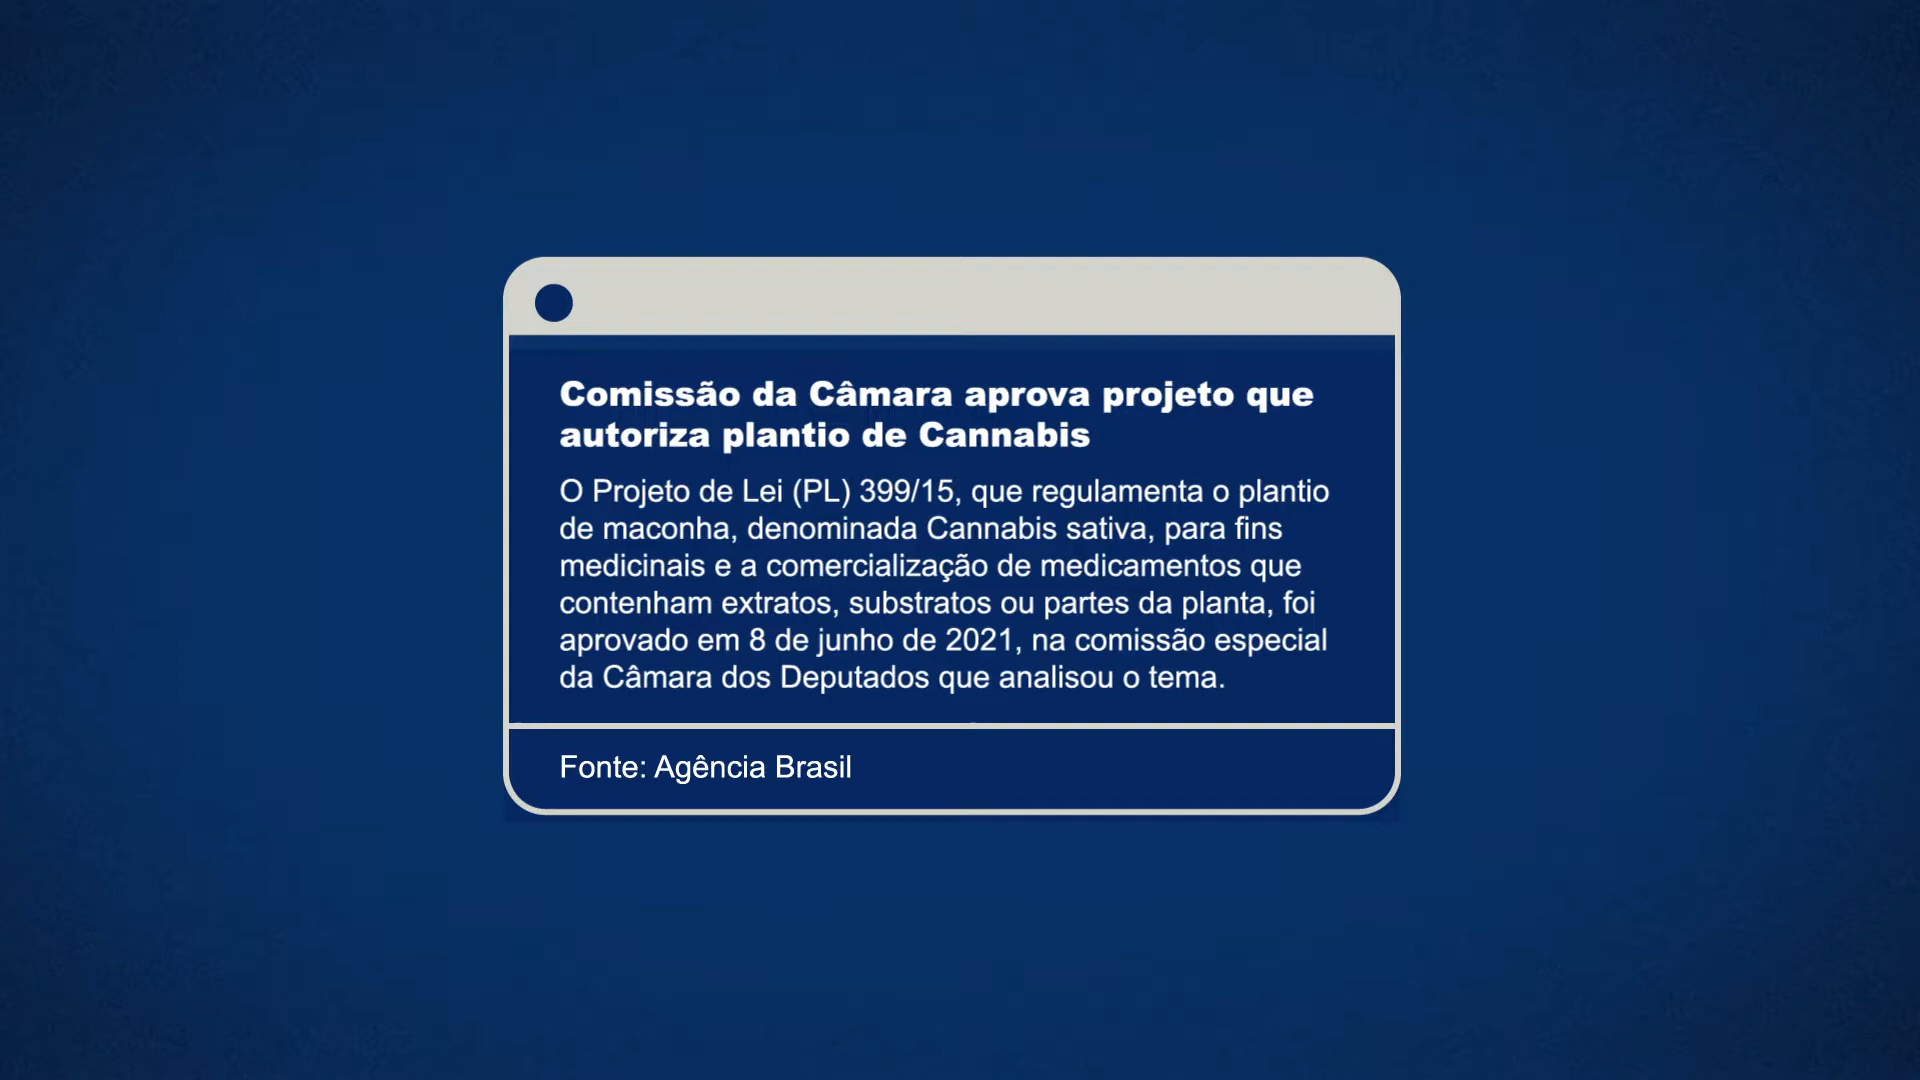 Comissão da Câmara aprova projeto que
autoriza plantio de Cannabis
O Projeto de Lei (PL) 399/15, que regulamenta o plantio
de maconha, denominada Cannabis sativa, para fins
medicinais e a comercialização de medicamentos que
contenham extratos, substratos ou partes da planta, foi
aprovado em 8 de junho de 2021, na comissão especial
da Câmara dos Deputados que analisou o tema.
Fonte: Agência Brasil